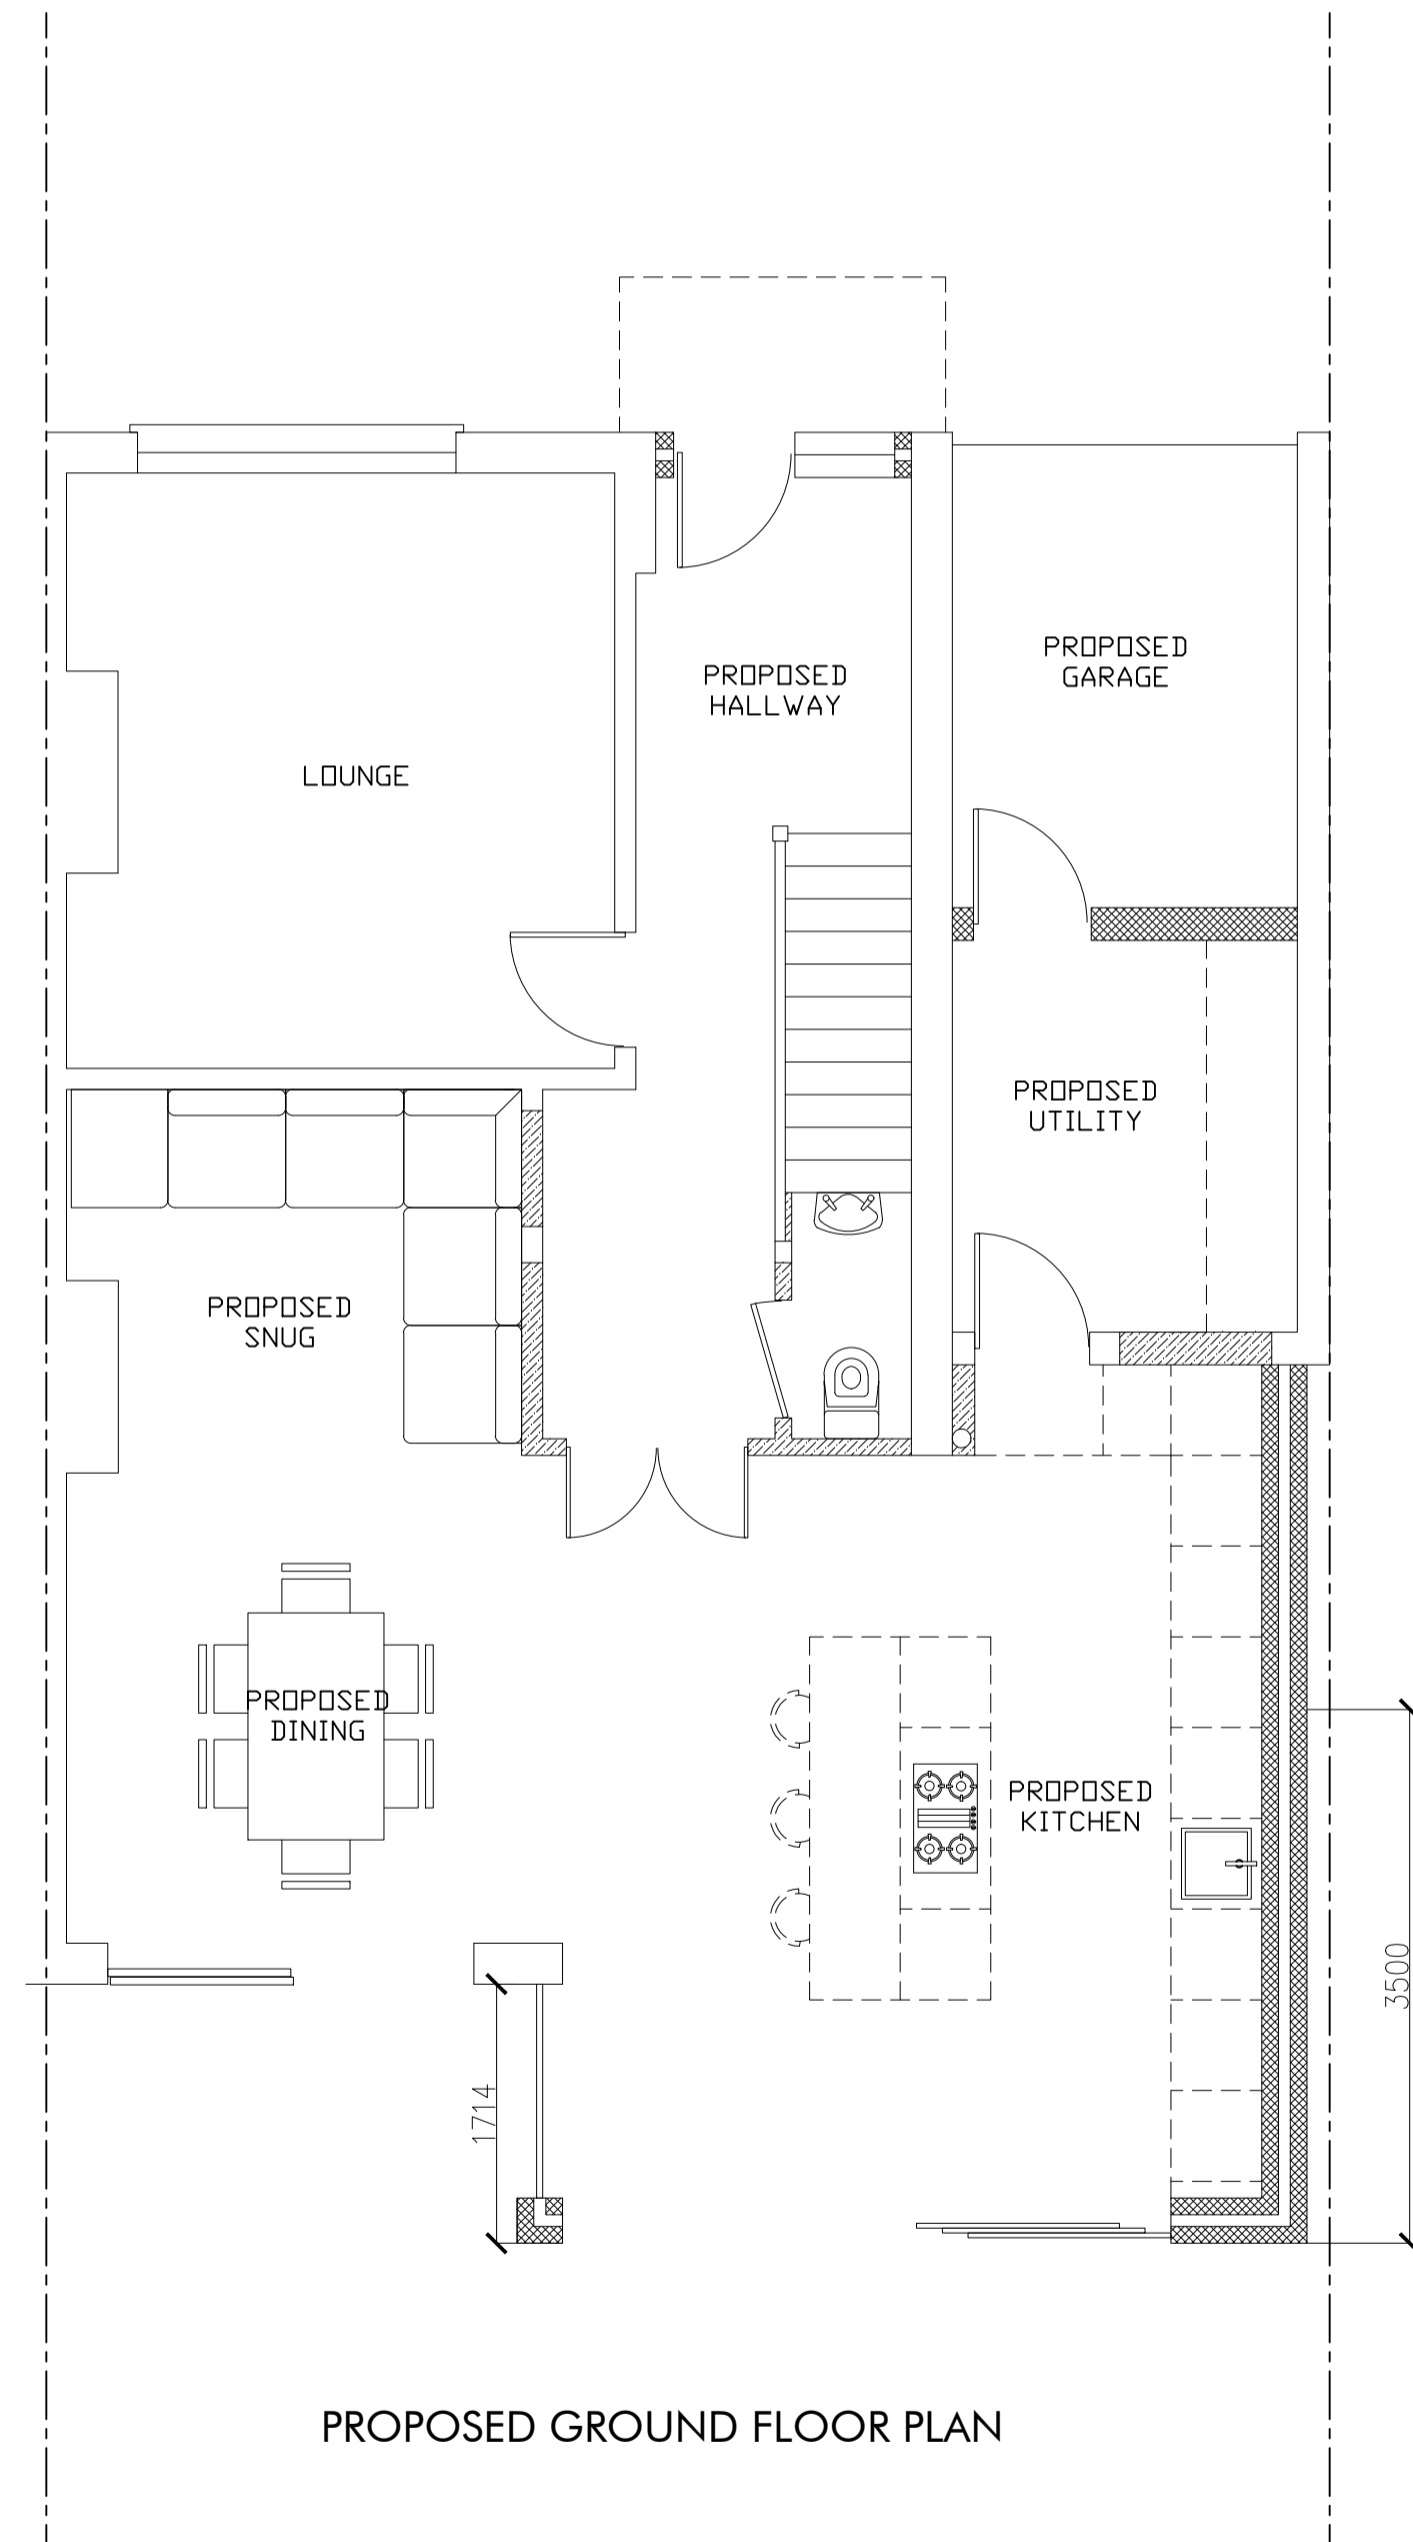 PROPOSED
GARAGE
PROPOSED
HALLWAY
LOUNGE
PROPOSED
UTILITY
PROPOSED
SNUG
PROPOSED
DINING
PROPOSED
KITCHEN
3500
1714
PROPOSED GROUND FLOOR PLAN